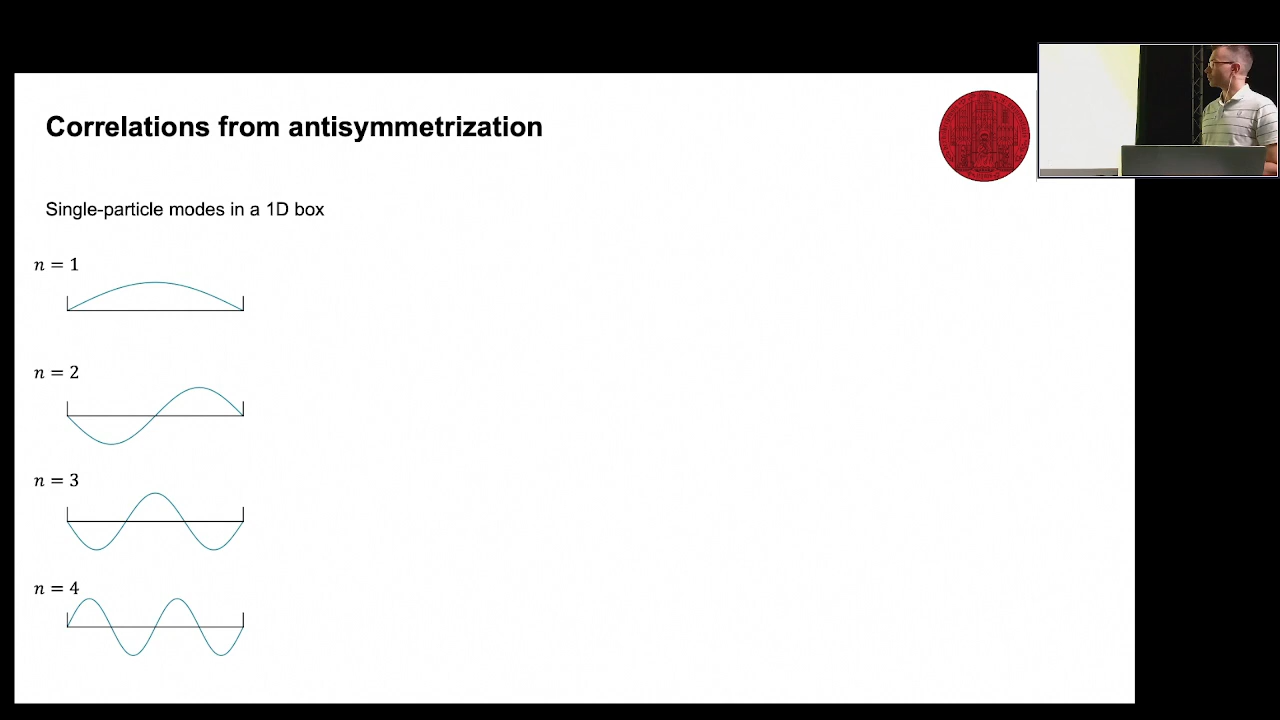 Correlations from antisymmetrization
Single-particle modes in a 1D box
n = 1
n = 2
n = 3
n = 4